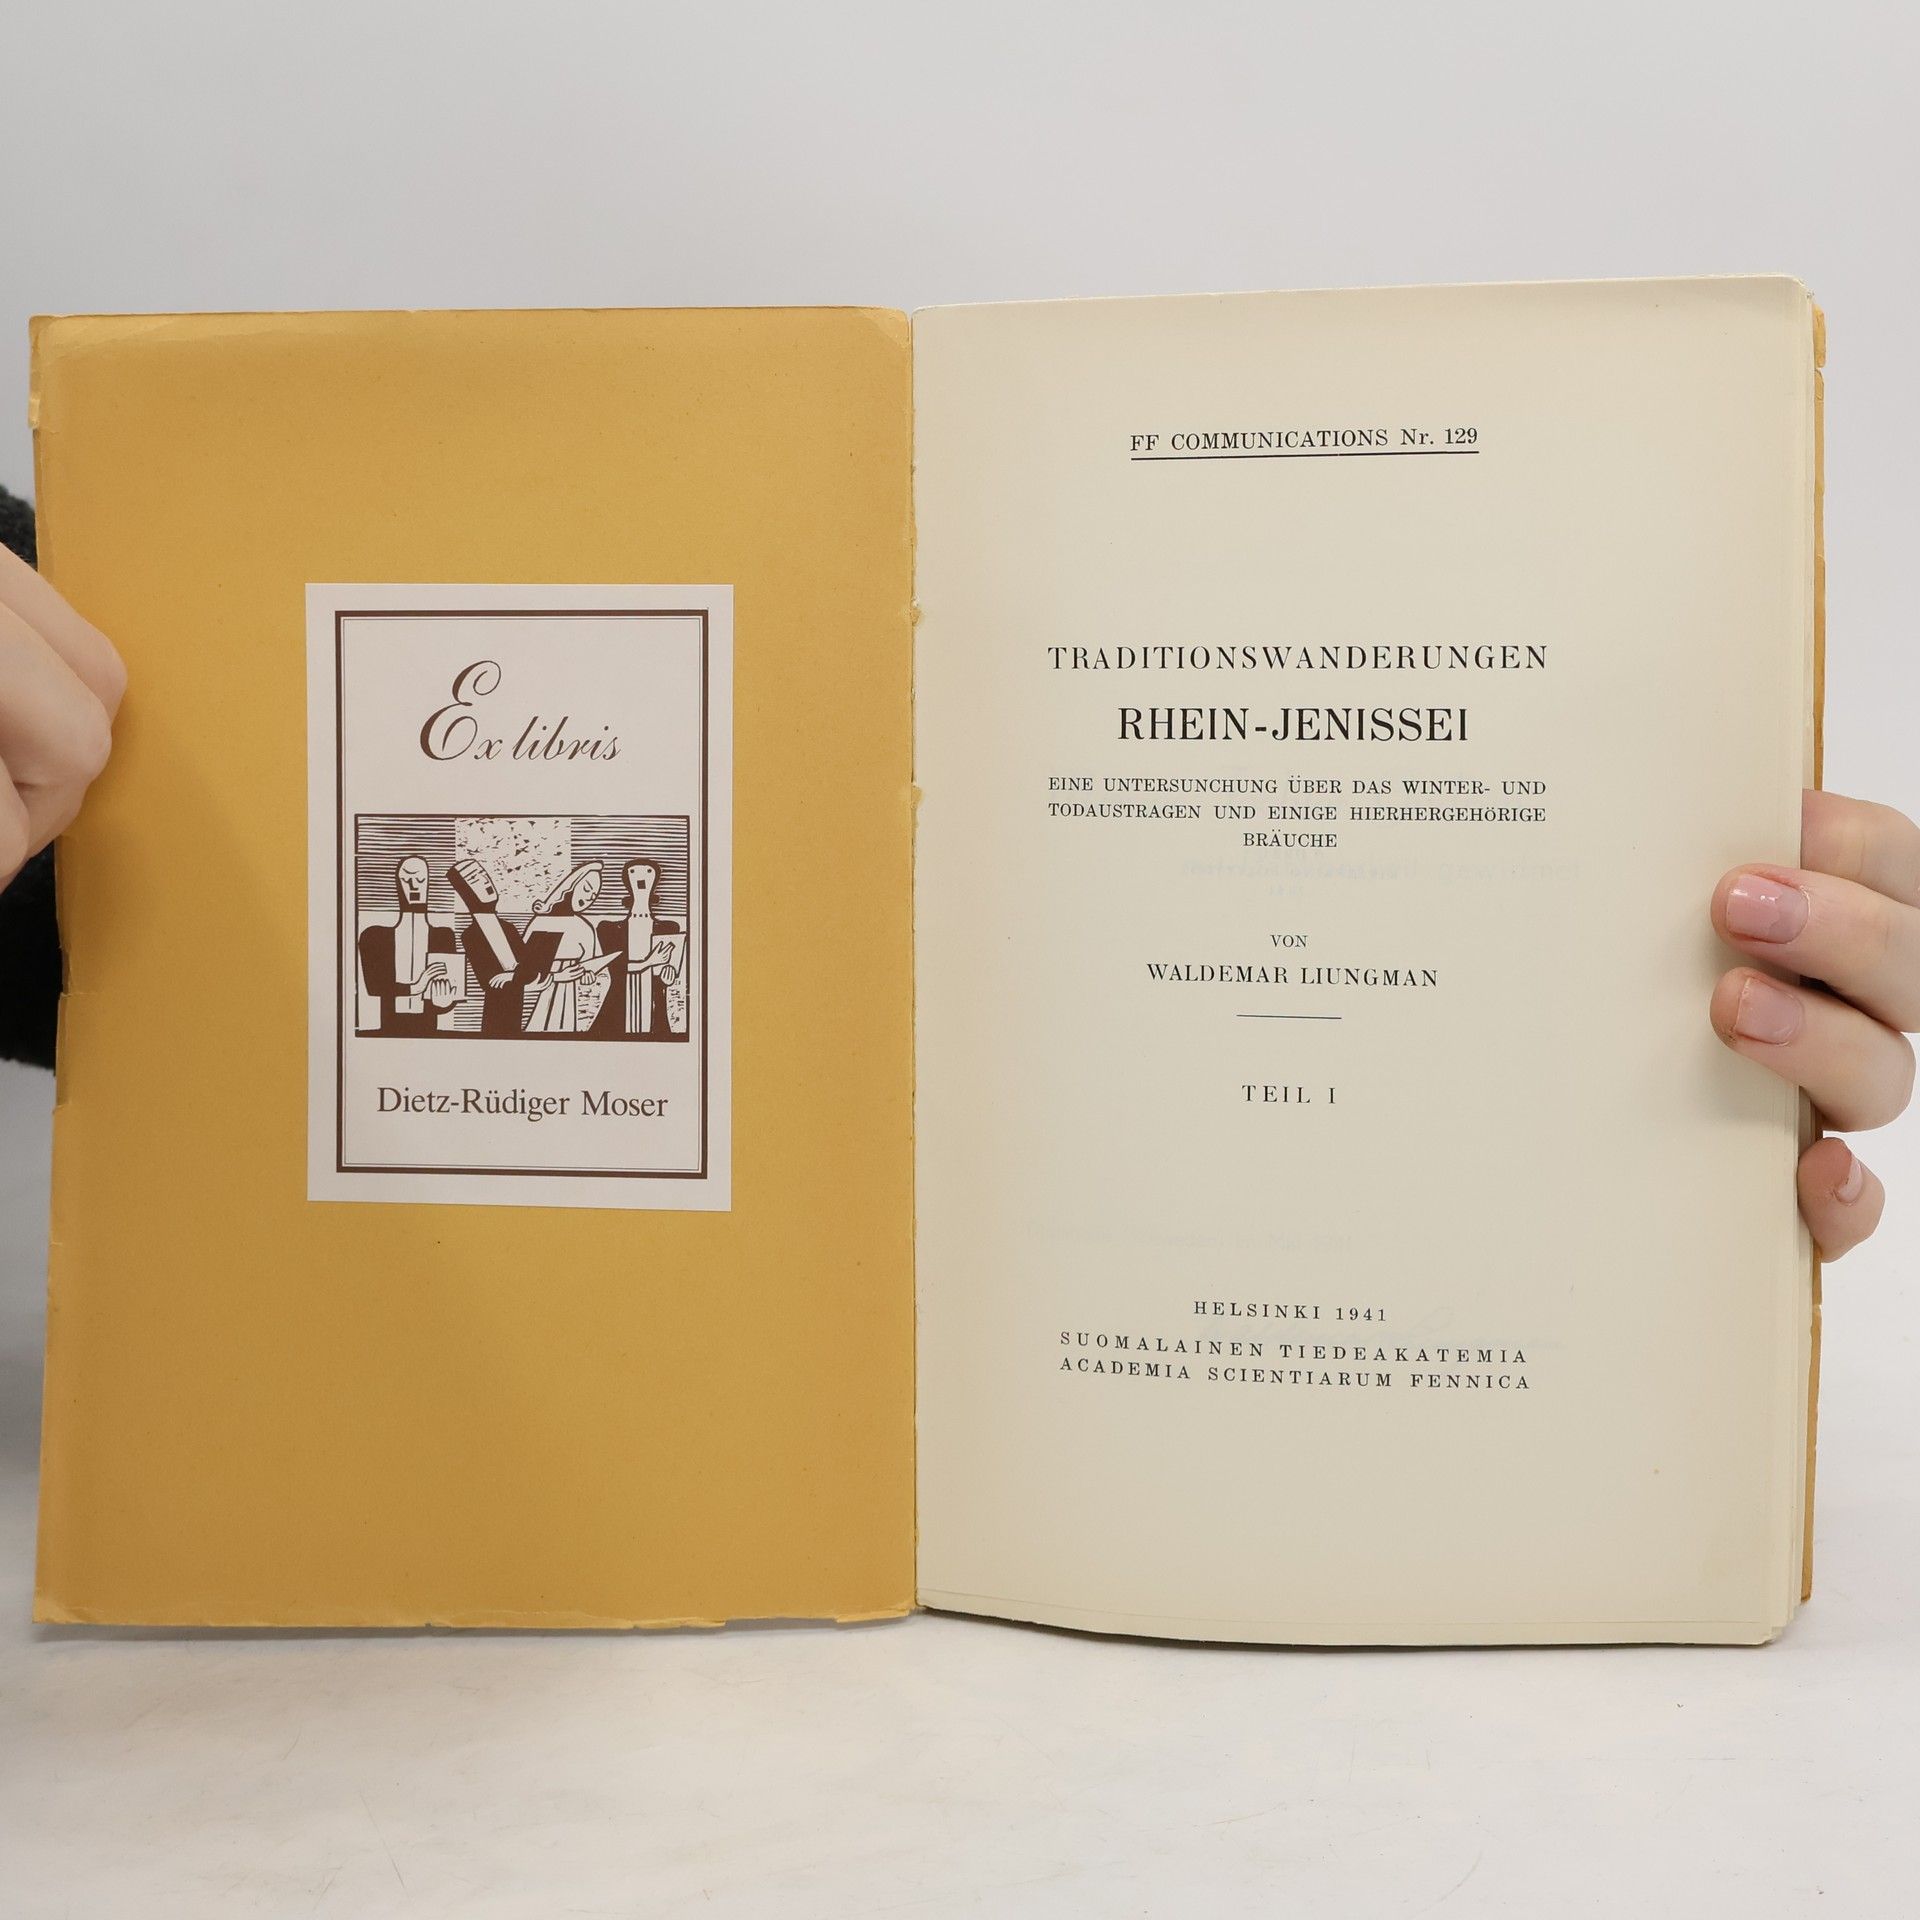 Ex libris
Dietz-Rüdiger Moser
FF COMMUNICATIONS Nr. 129
TRADITIONSWANDERUNGEN
RHEIN-JENISSEI
EINE UNTERSUNCHUNG ÜBER DAS WINTER- UND
TODAUSTRAGEN UND EINIGE HIERHERGEHÖRIGE
BRÄUCHE
VON
WALDEMAR LIUNGMAN
TEIL I
HELSINKI 1941
SUOMALAINEN TIEDEAKATEMIA
ACADEMIA SCIENTIARUM FENNICA